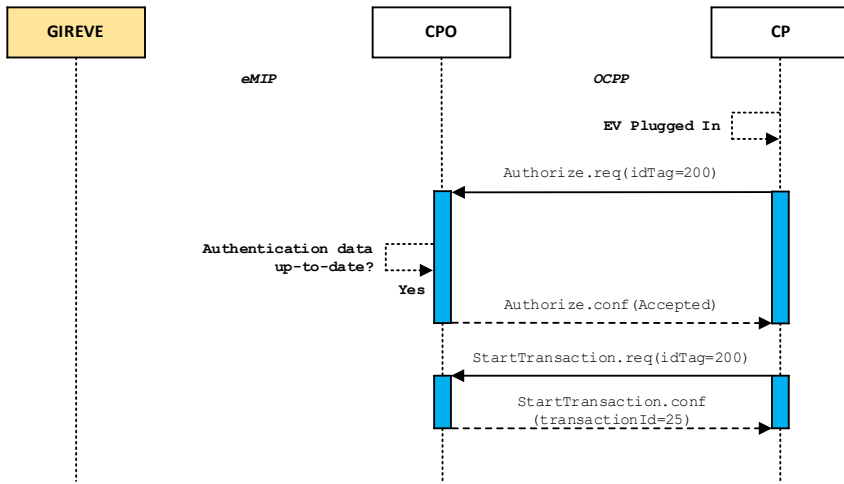 GIREVE
CPO
CP
eMIP
OCPP
EV Plugged In
Authorize.req(idTag=200)
Authentication data
up-to-date?
Yes
Authorize.conf(Accepted)
StartTransaction.req(idTag=200)
StartTransaction.conf
(transactionId=25)